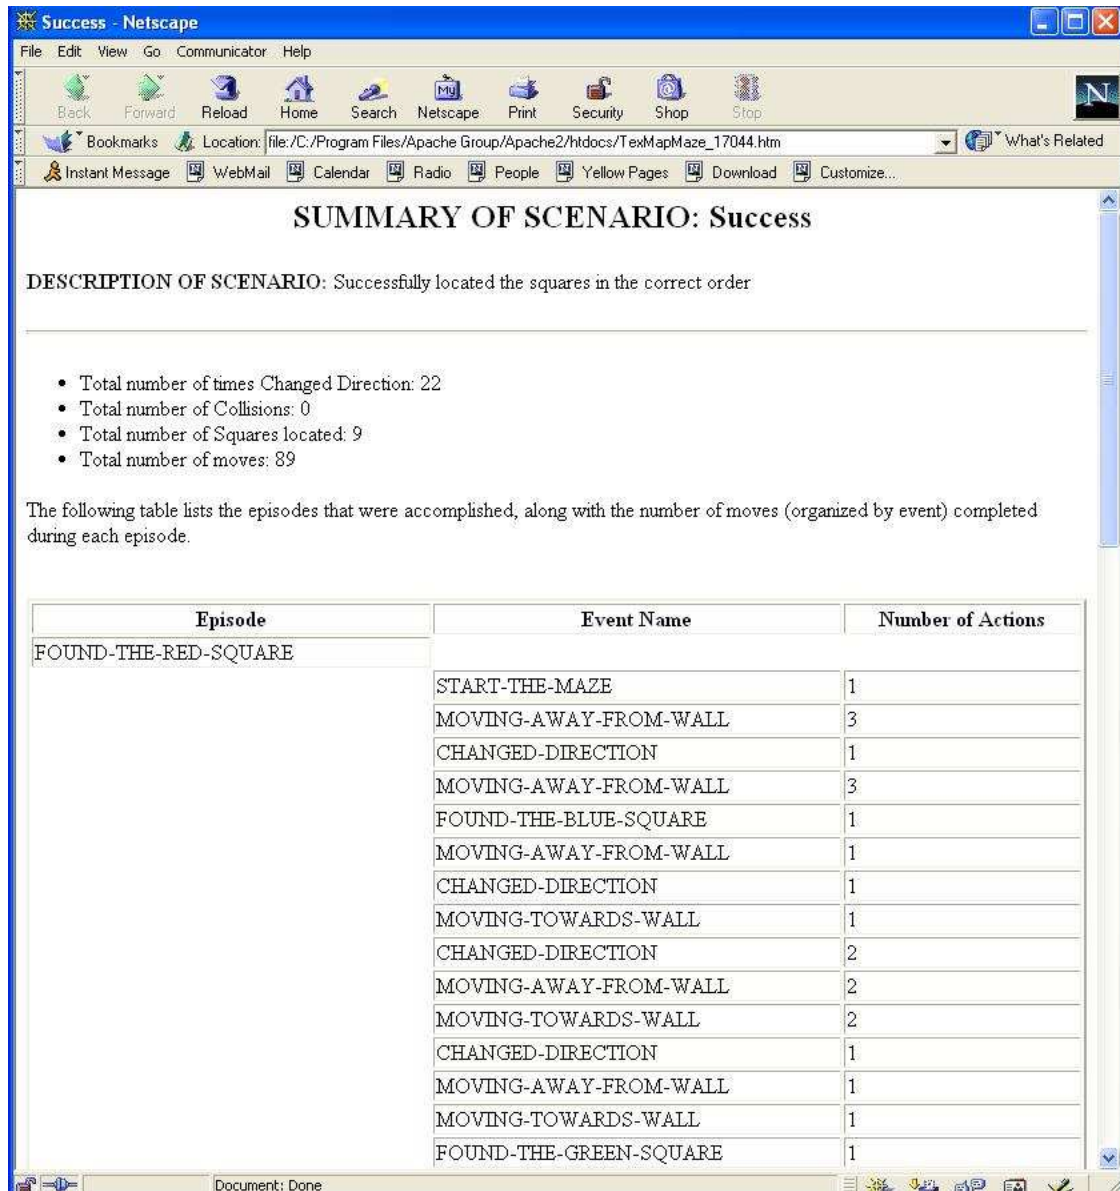 Success - Netscape
File Edit View Go Communicator Help
My N
Back Forward Reload Home Search Netscape Print Security Shop Stop
Bookmarks Location: file:/C:/Program Files/Apache Group/Apache2/htdocs/TexMapMaze_17044.htm What's Related
Instant Message WebMail Calendar Radio People Yellow Pages Download Customize...
SUMMARY OF SCENARIO: Success
DESCRIPTION OF SCENARIO: Successfully located the squares in the correct order
• Total number of times Changed Direction: 22
• Total number of Collisions: 0
• Total number of Squares located: 9
• Total number of moves: 89
The following table lists the episodes that were accomplished, along with the number of moves (organized by event) completed
during each episode.
Episode Event Name Number of Actions
FOUND-THE-RED-SQUARE
START-THE-MAZE 1
MOVING-AWAY-FROM-WALL 3
CHANGED-DIRECTION 1
MOVING-AWAY-FROM-WALL 3
FOUND-THE-BLUE-SQUARE 1
MOVING-AWAY-FROM-WALL 1
CHANGED-DIRECTION 1
MOVING-TOWARDS-WALL 1
CHANGED-DIRECTION 2
MOVING-AWAY-FROM-WALL 2
MOVING-TOWARDS-WALL 2
CHANGED-DIRECTION 1
MOVING-AWAY-FROM-WALL 1
MOVING-TOWARDS-WALL 1
FOUND-THE-GREEN-SQUARE 1
Document: Done